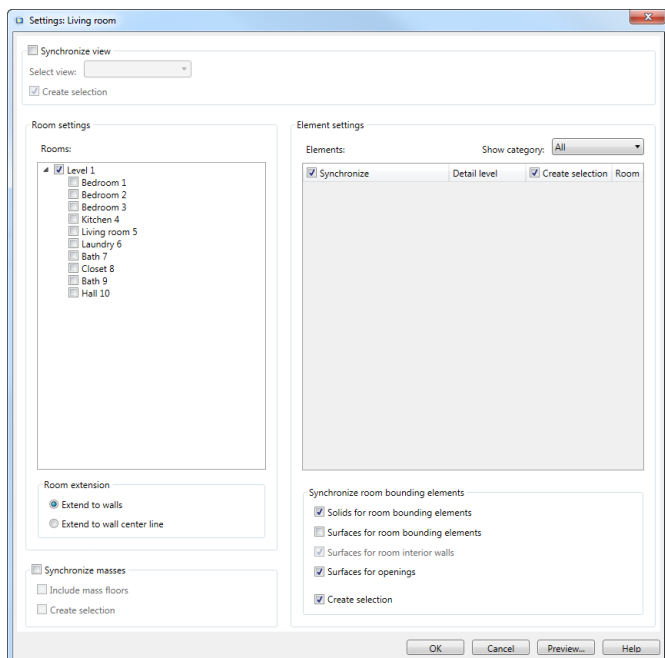 Settings: Living room
Synchronize view
Select view:
Create selection
Room settings
Rooms:
Level 1
Bedroom 1
Bedroom 2
Bedroom 3
Kitchen 4
Living room 5
Laundry 6
Bath 7
Closet 8
Bath 9
Hall 10
Room extension
Extend to walls
Extend to wall center line
Synchronize masses
Include mass floors
Create selection
Element settings
Elements: Show category: All
Synchronize Detail level Create selection Room
Synchronize room bounding elements
Solids for room bounding elements
Surfaces for room bounding elements
Surfaces for room interior walls
Surfaces for openings
Create selection
OK Cancel Preview... Help